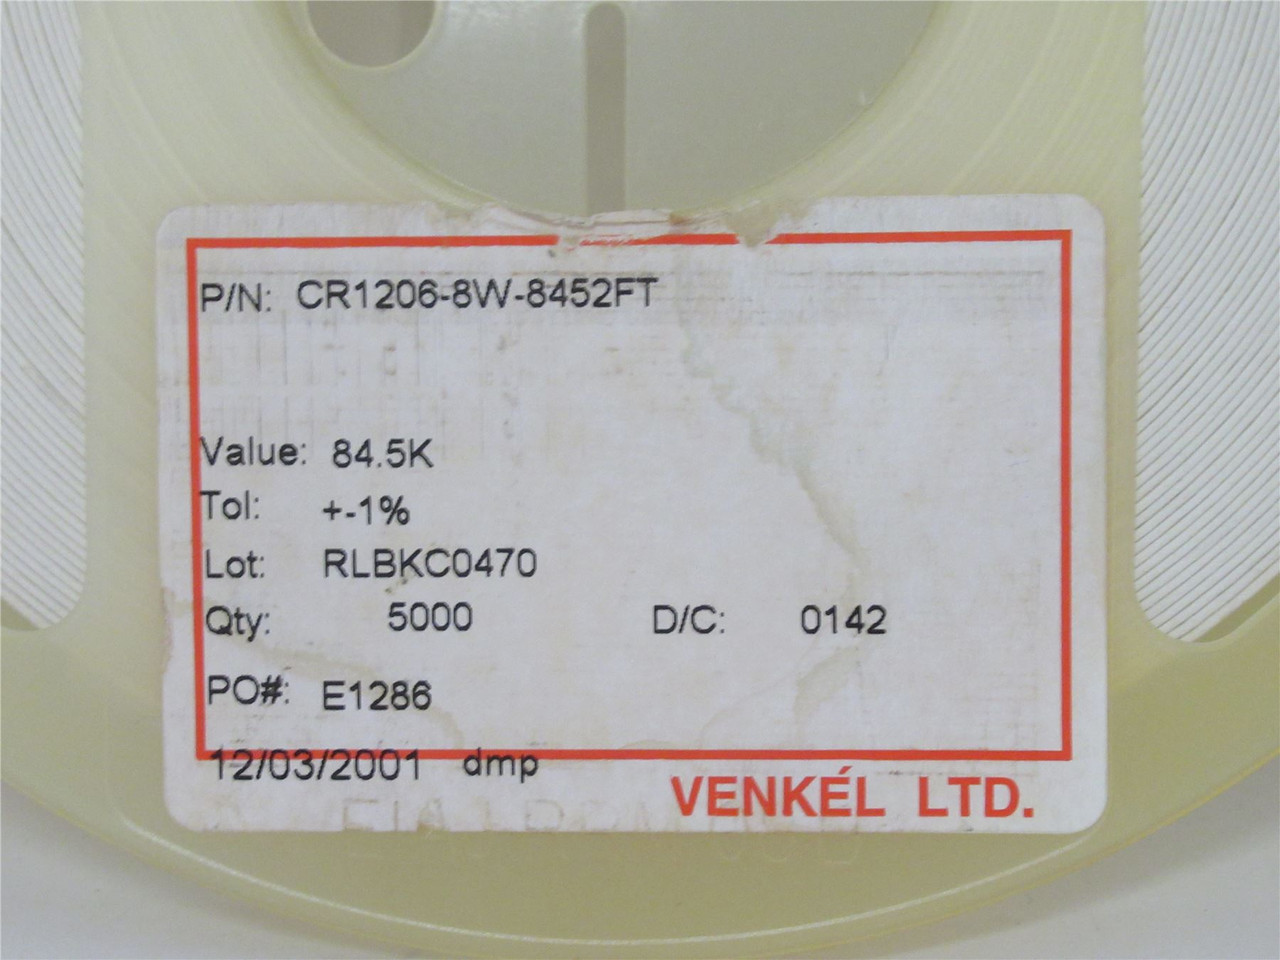 P/N: CR1206-8W-8452FT
Value: 84.5K
Tol: +-1%
Lot: RLBKC0470
Qty: 5000 D/C: 0142
PO#: E1286
12/03/2001 dmp
VENKÉL LTD.